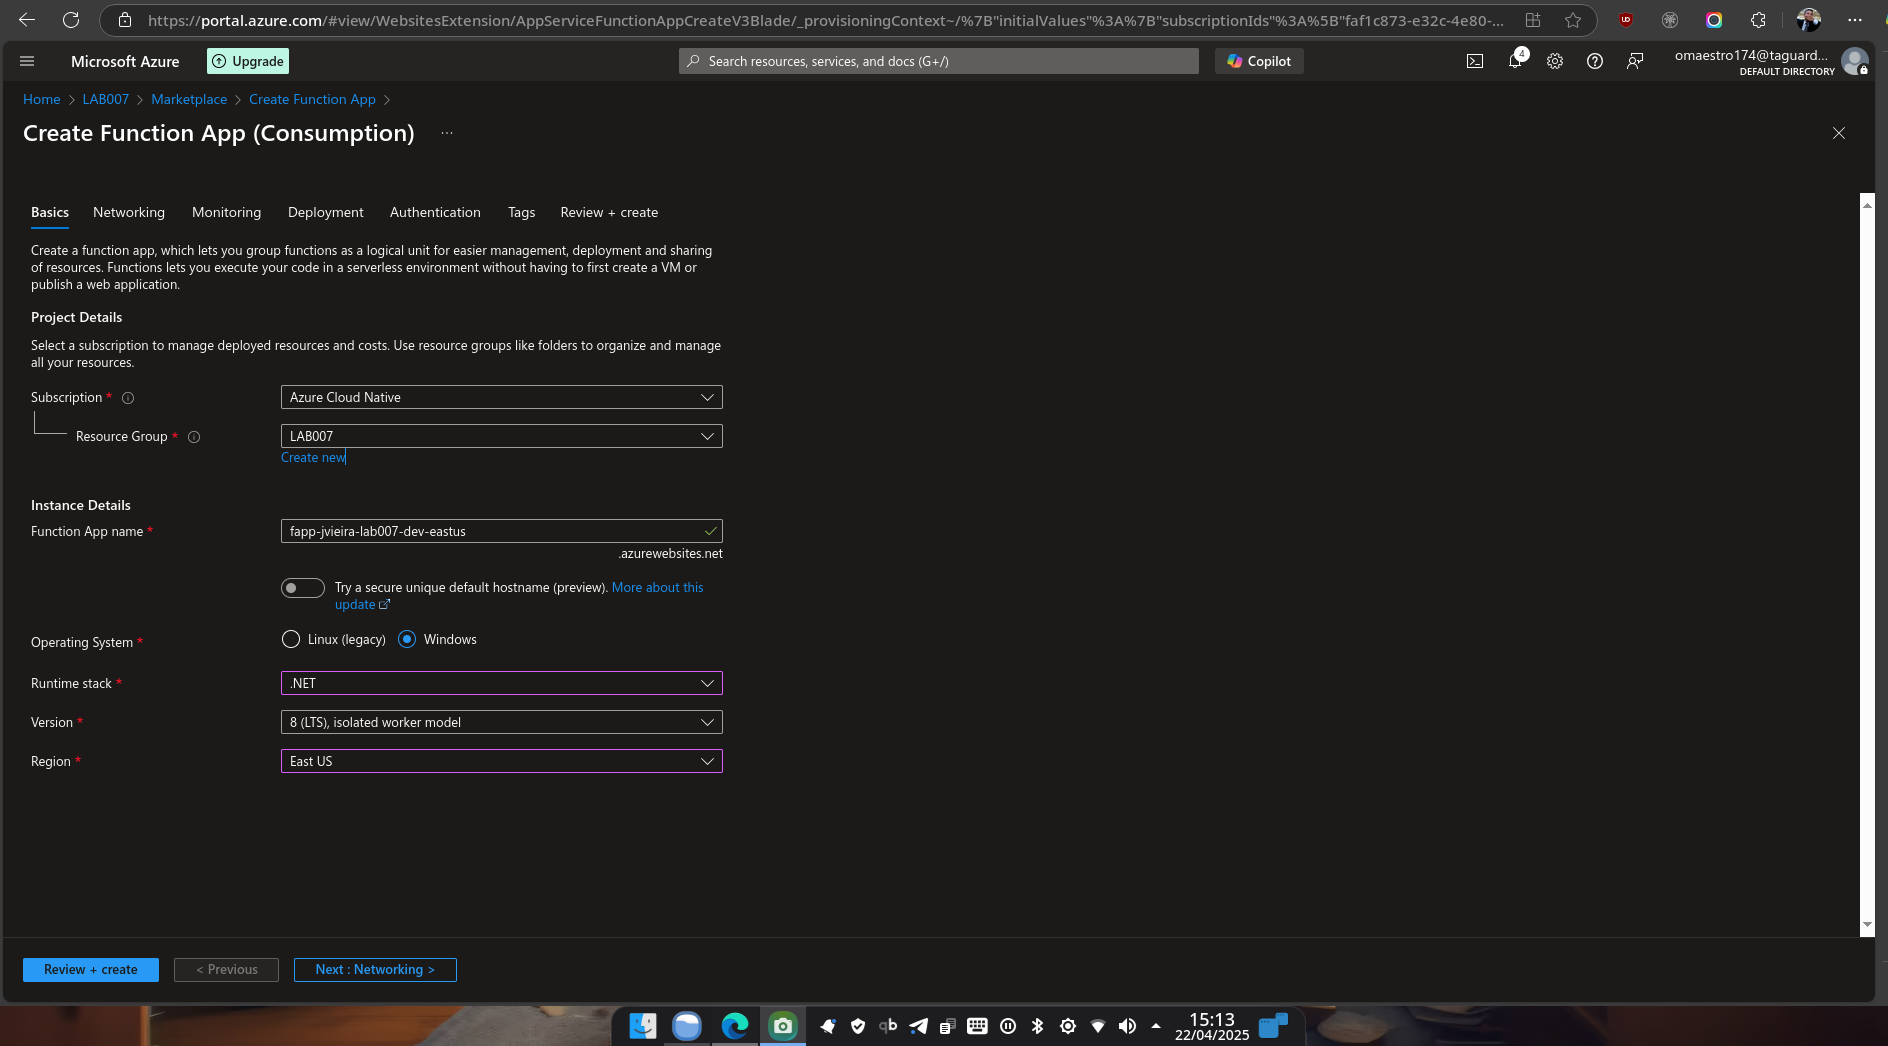 https://portal.azure.com/#view/WebsitesExtension/AppServiceFunctionAppCreateV3Blade/_provisioningContext~/%7B"initialValues"%3A%7B"subscriptionIds"%3A%5B"faf1c873-e32c-4e80-...
Microsoft Azure
Upgrade
Search resources, services, and docs (G+/)
Copilot
4
omaestro174@taguard...
DEFAULT DIRECTORY
Home > LAB007 > Marketplace > Create Function App >
Create Function App (Consumption) ...
Basics Networking Monitoring Deployment Authentication Tags Review + create
Create a function app, which lets you group functions as a logical unit for easier management, deployment and sharing
of resources. Functions lets you execute your code in a serverless environment without having to first create a VM or
publish a web application.
Project Details
Select a subscription to manage deployed resources and costs. Use resource groups like folders to organize and manage
all your resources.
Subscription *
Azure Cloud Native
Resource Group *
LAB007
Create new
Instance Details
Function App name *
fapp-jvieira-lab007-dev-eastus
.azurewebsites.net
Try a secure unique default hostname (preview). More about this
update
Operating System *
Linux (legacy) Windows
Runtime stack *
.NET
Version *
8 (LTS), isolated worker model
Region *
East US
Review + create
< Previous
Next : Networking >
qb
15:13
22/04/2025